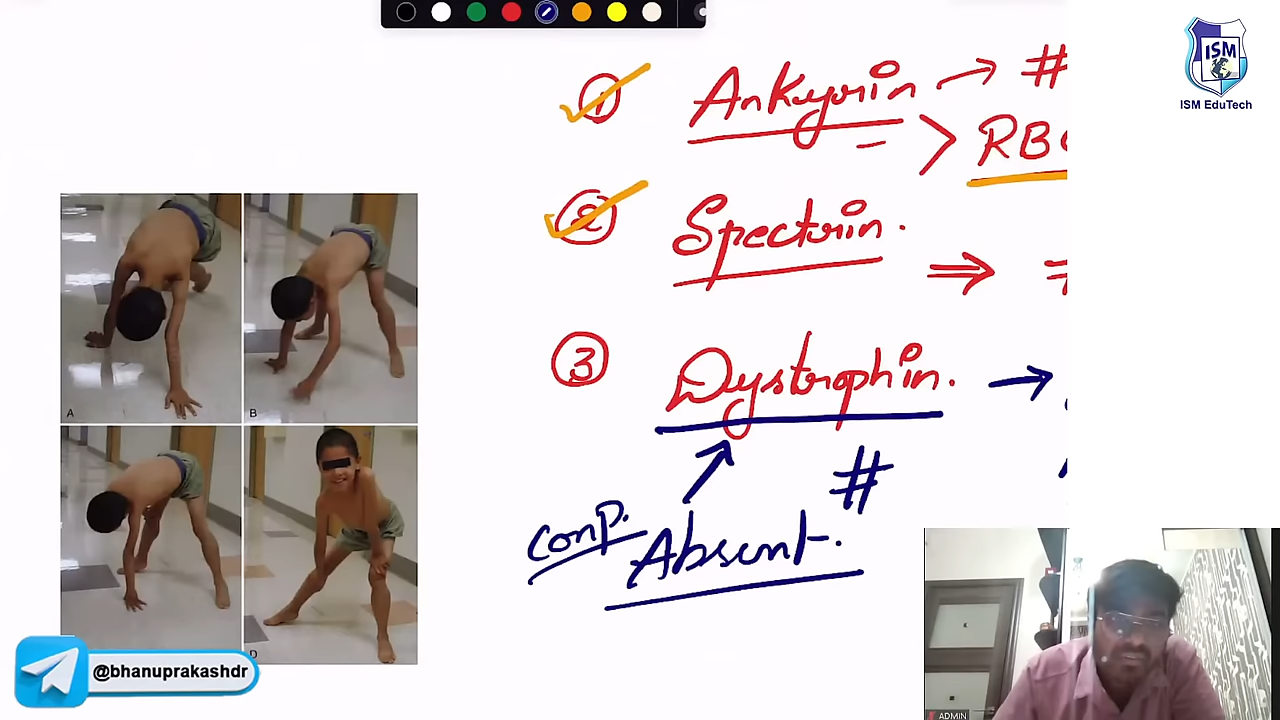 ISM
ISM EduTech
① Ankyrin → #
= > RBC
② Spectrin.
⇒ ⇒
③ Dystrophin. →
#
comp. Absent.
A
B
D
@bhanuprakashdr
ADMIN